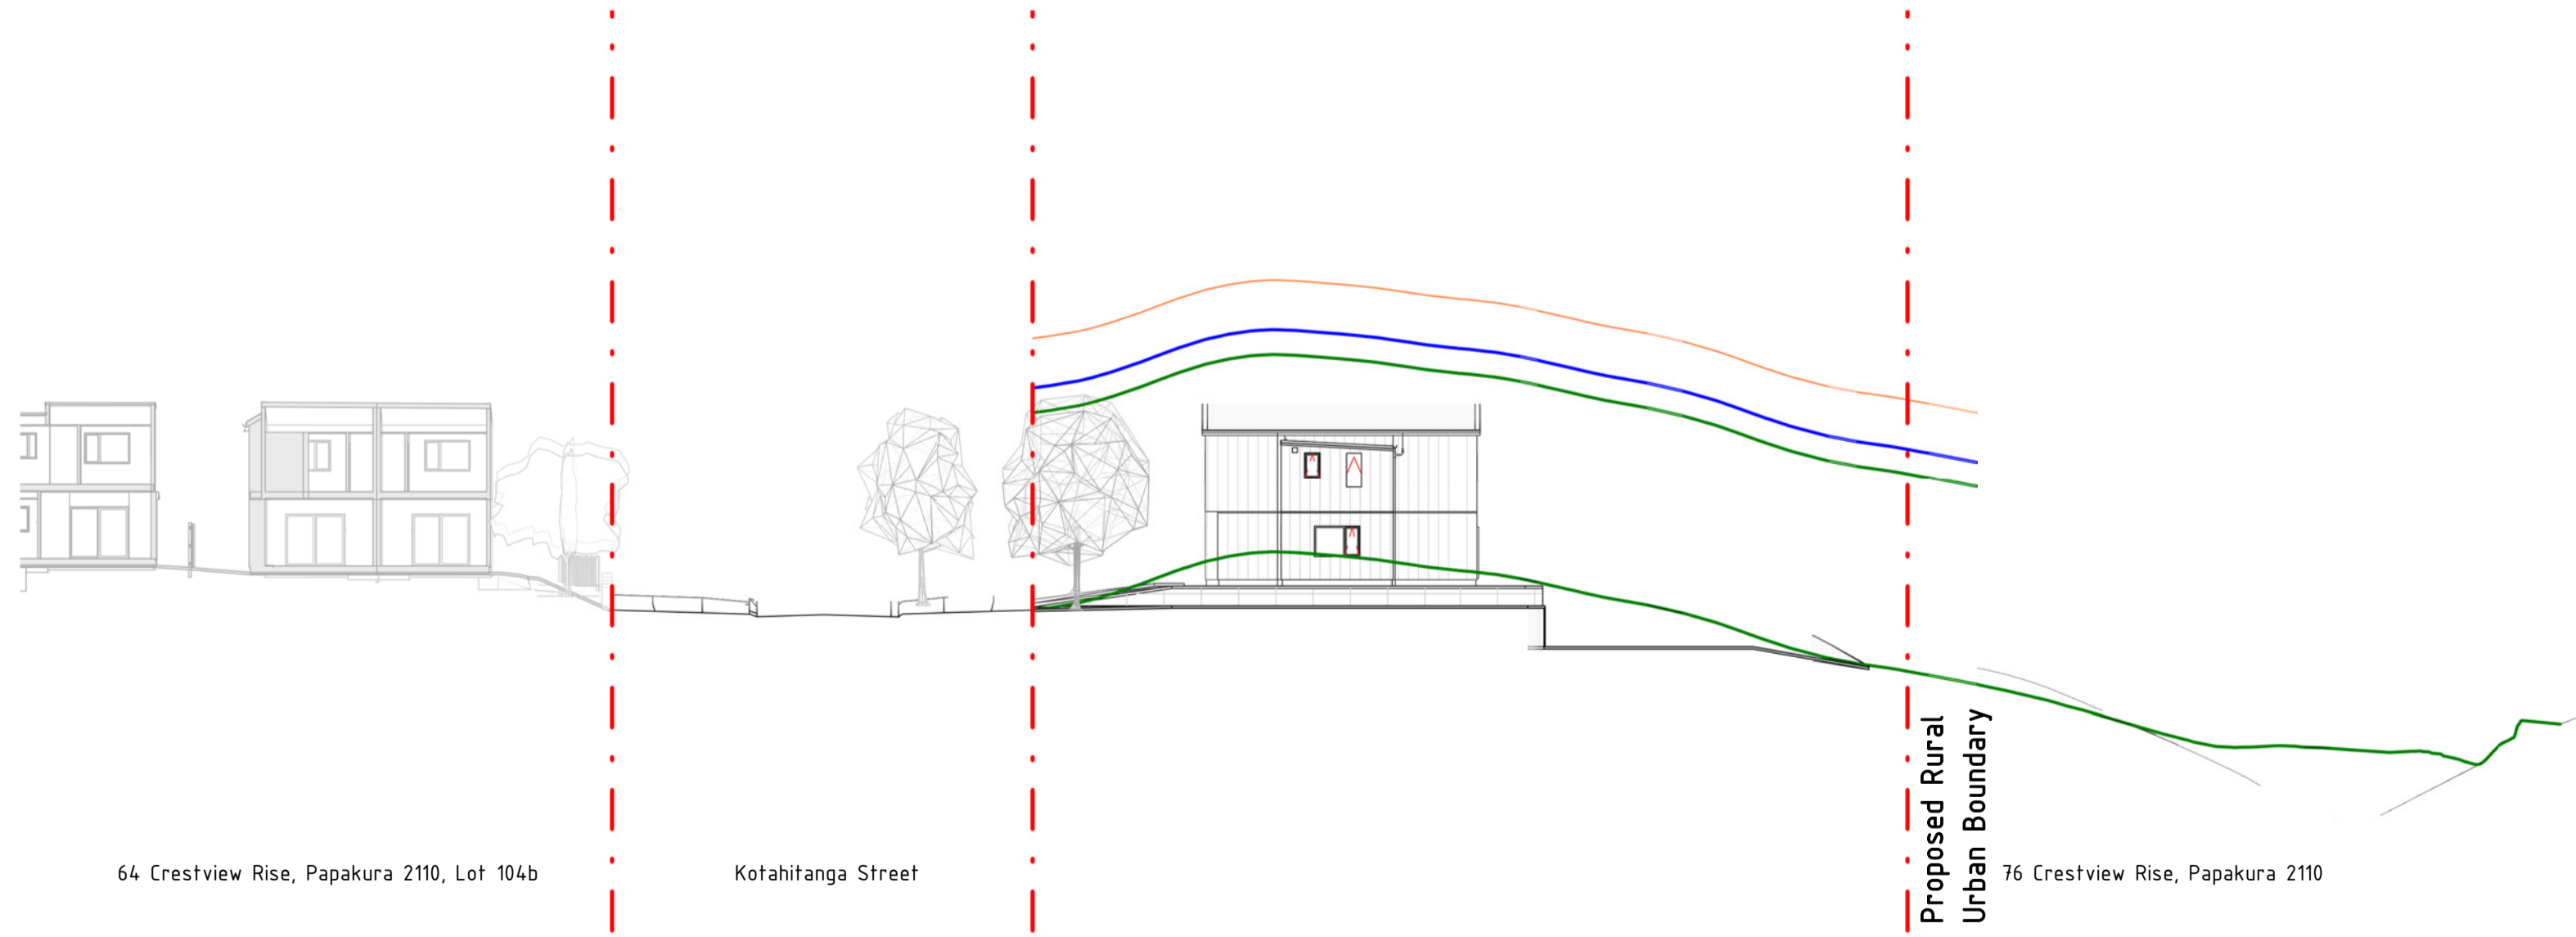 64 Crestview Rise, Papakura 2110, Lot 104b
Kotahitanga Street
Proposed Rural
Urban Boundary
76 Crestview Rise, Papakura 2110